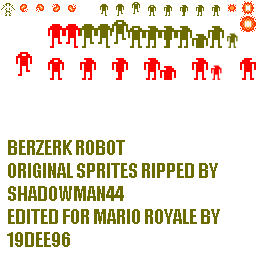 BERZERK ROBOT
ORIGINAL SPRITES RIPPED BY
SHADOWMAN44
EDITED FOR MARIO ROYALE BY
19DEE96